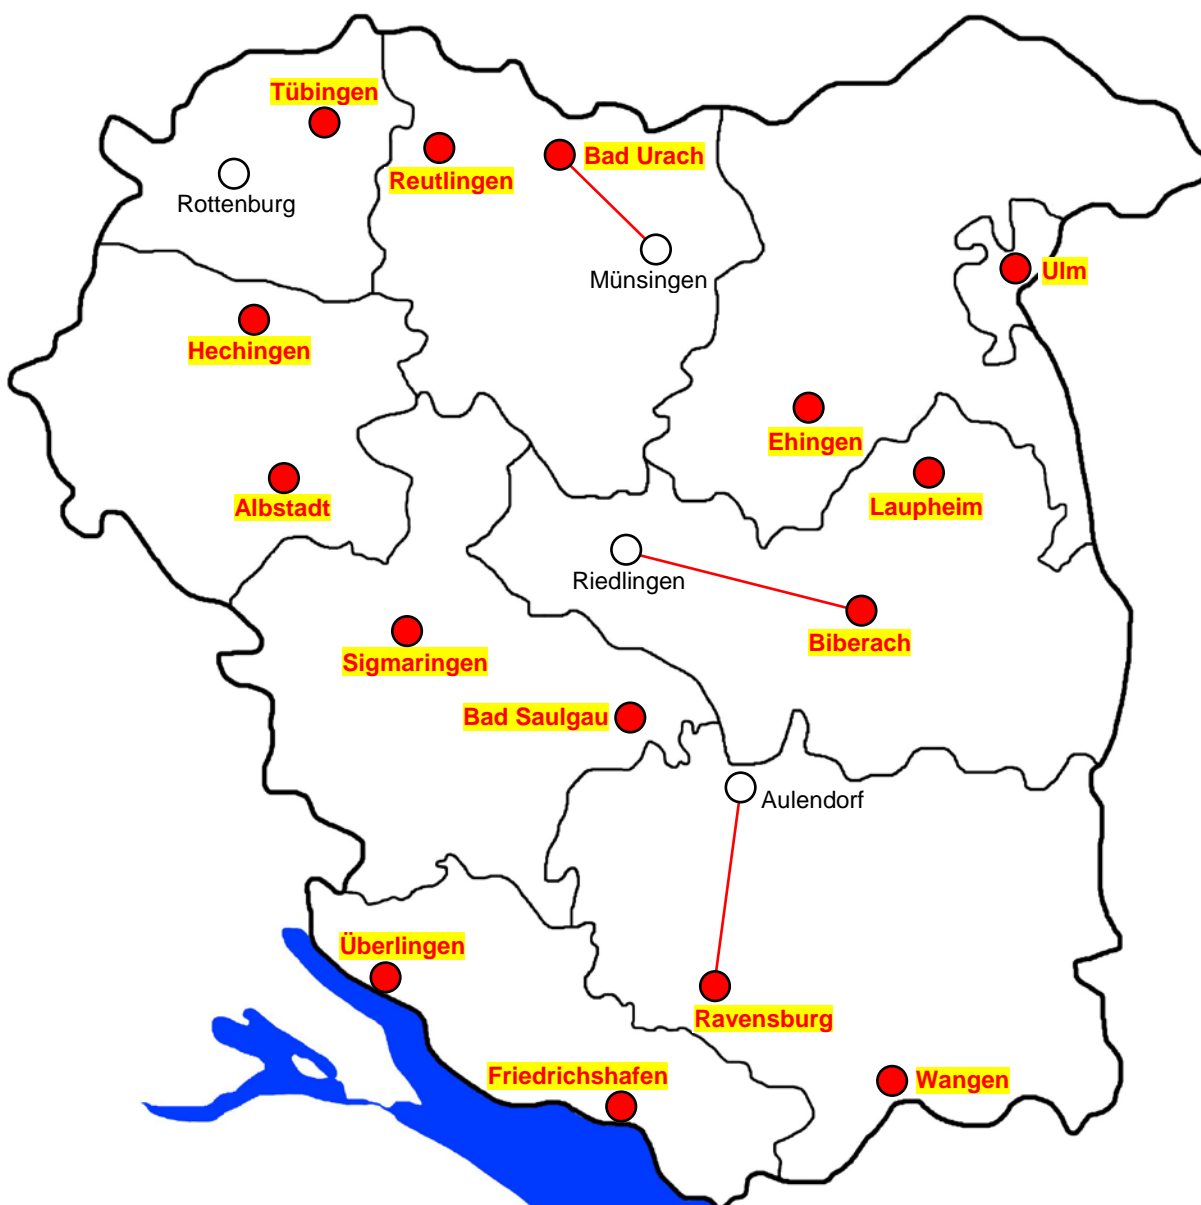 Tübingen
Bad Urach
Reutlingen
Rottenburg
Münsingen
Ulm
Hechingen
Ehingen
Albstadt
Laupheim
Riedlingen
Biberach
Sigmaringen
Bad Saulgau
Aulendorf
Überlingen
Ravensburg
Friedrichshafen
Wangen